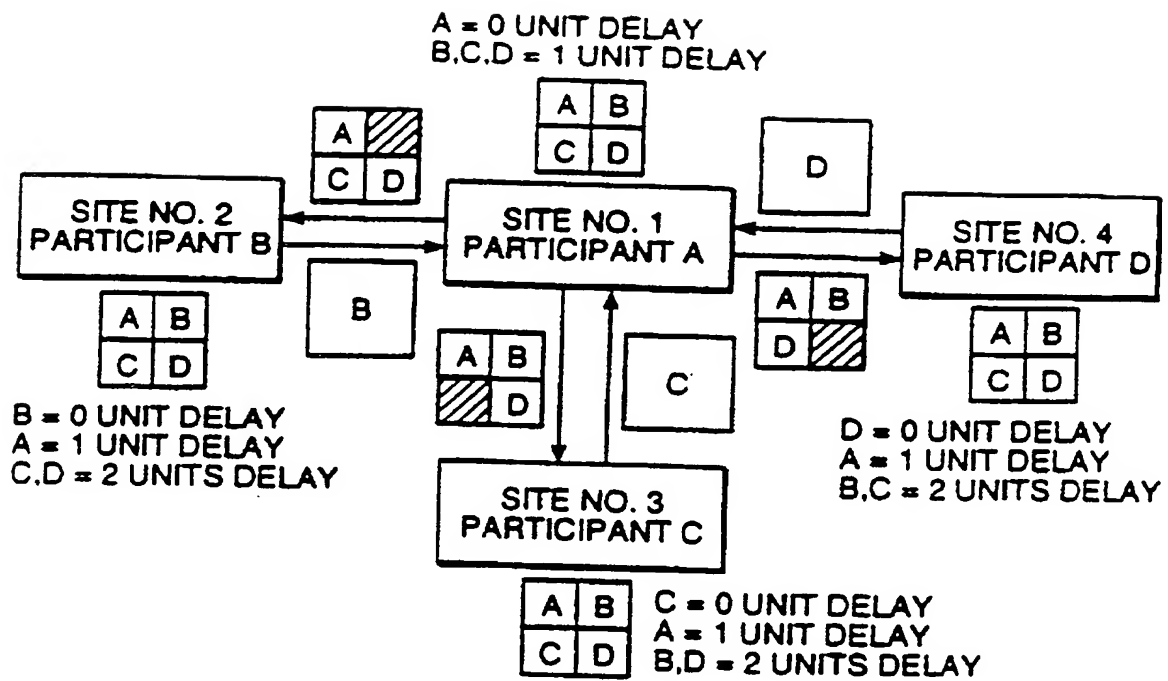 A = 0 UNIT DELAY
B,C,D = 1 UNIT DELAY
A B
C D
A
C D
D
SITE NO. 2
PARTICIPANT B
SITE NO. 1
PARTICIPANT A
SITE NO. 4
PARTICIPANT D
B
A B
D
A B
C D
A B
D
C
A B
C D
B = 0 UNIT DELAY
A = 1 UNIT DELAY
C,D = 2 UNITS DELAY
D = 0 UNIT DELAY
A = 1 UNIT DELAY
B,C = 2 UNITS DELAY
SITE NO. 3
PARTICIPANT C
A B
C D
C = 0 UNIT DELAY
A = 1 UNIT DELAY
B,D = 2 UNITS DELAY